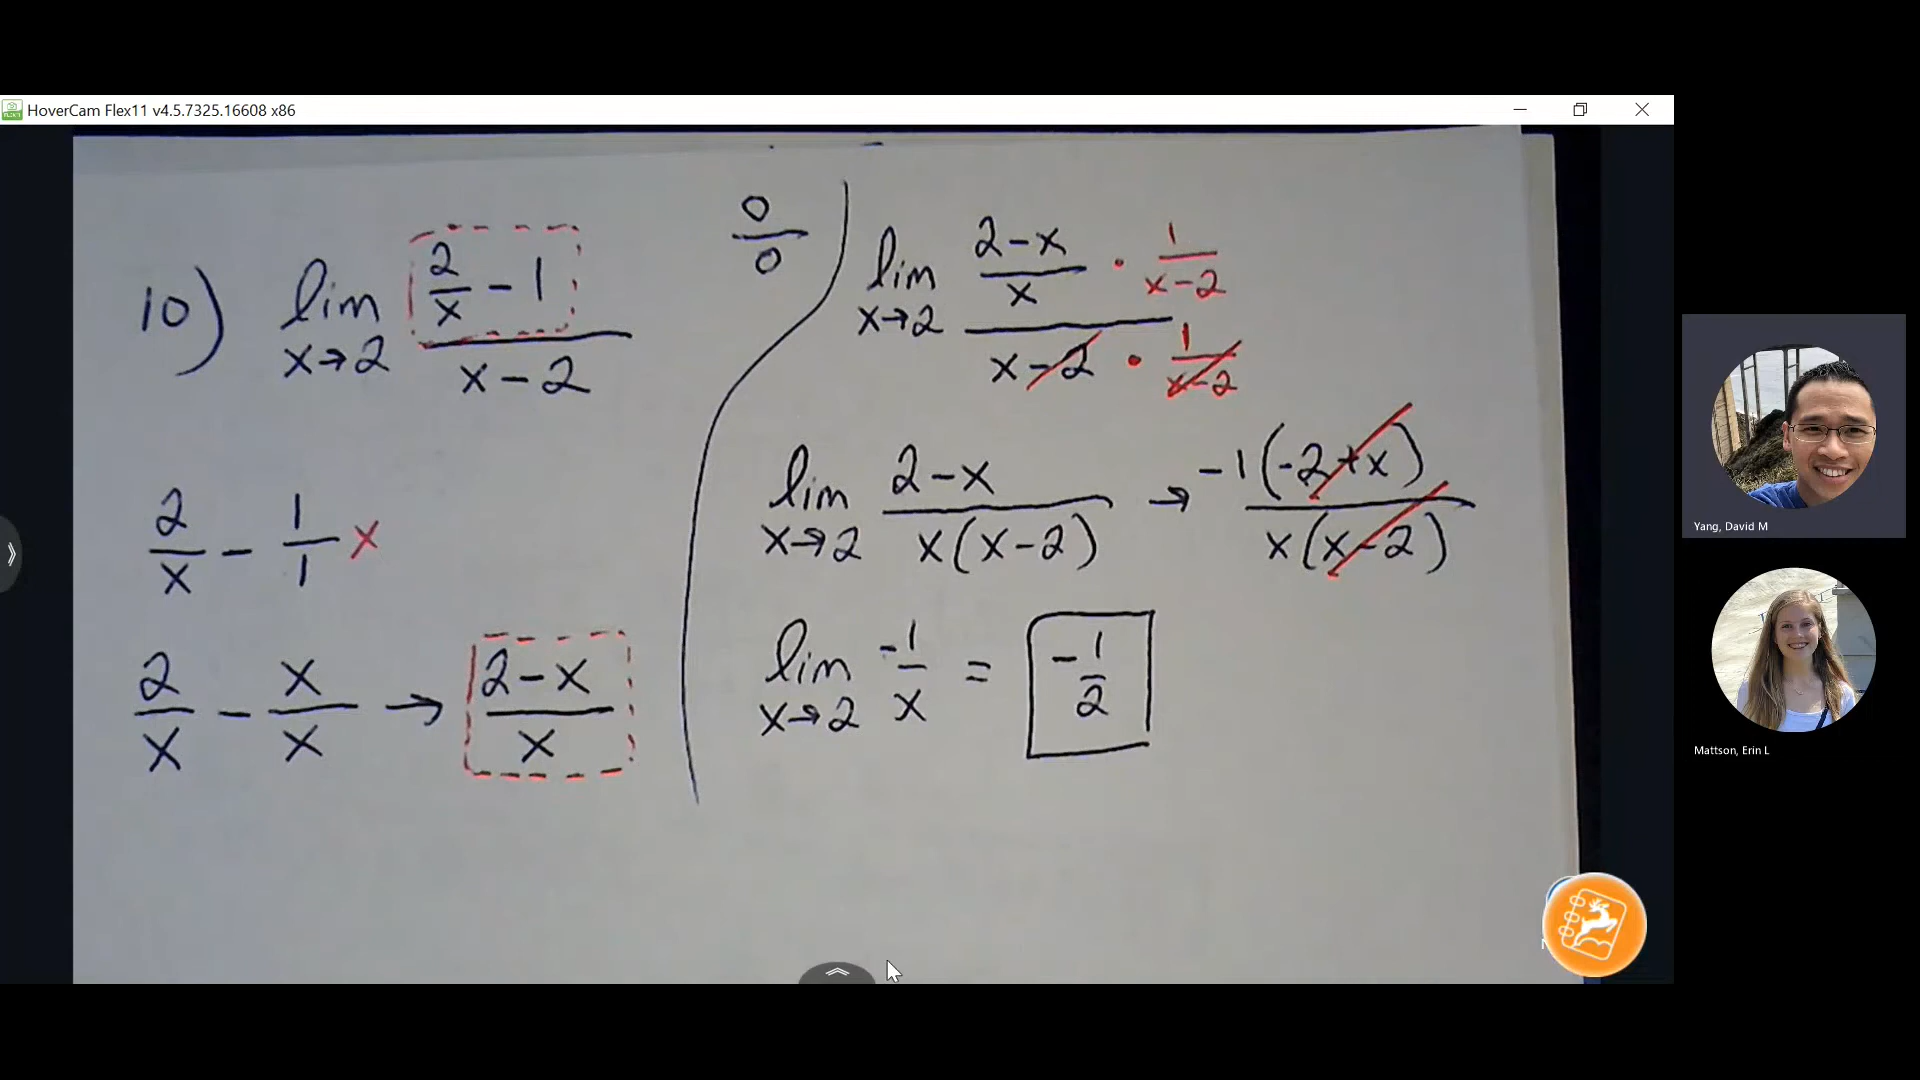 HoverCam Flex11 v4.5.7325.16608 x86
10) lim x→2 (2/x - 1)/(x-2)
0/0
2/x - 1/1 x
2/x - x/x → (2-x)/x
lim x→2 ((2-x)/x · 1/(x-2))/(x-2 · 1/(x-2))
lim x→2 (2-x)/(x(x-2)) → -1(-2+x)/(x(x-2))
lim x→2 -1/x = -1/2
Yang, David M
Mattson, Erin L